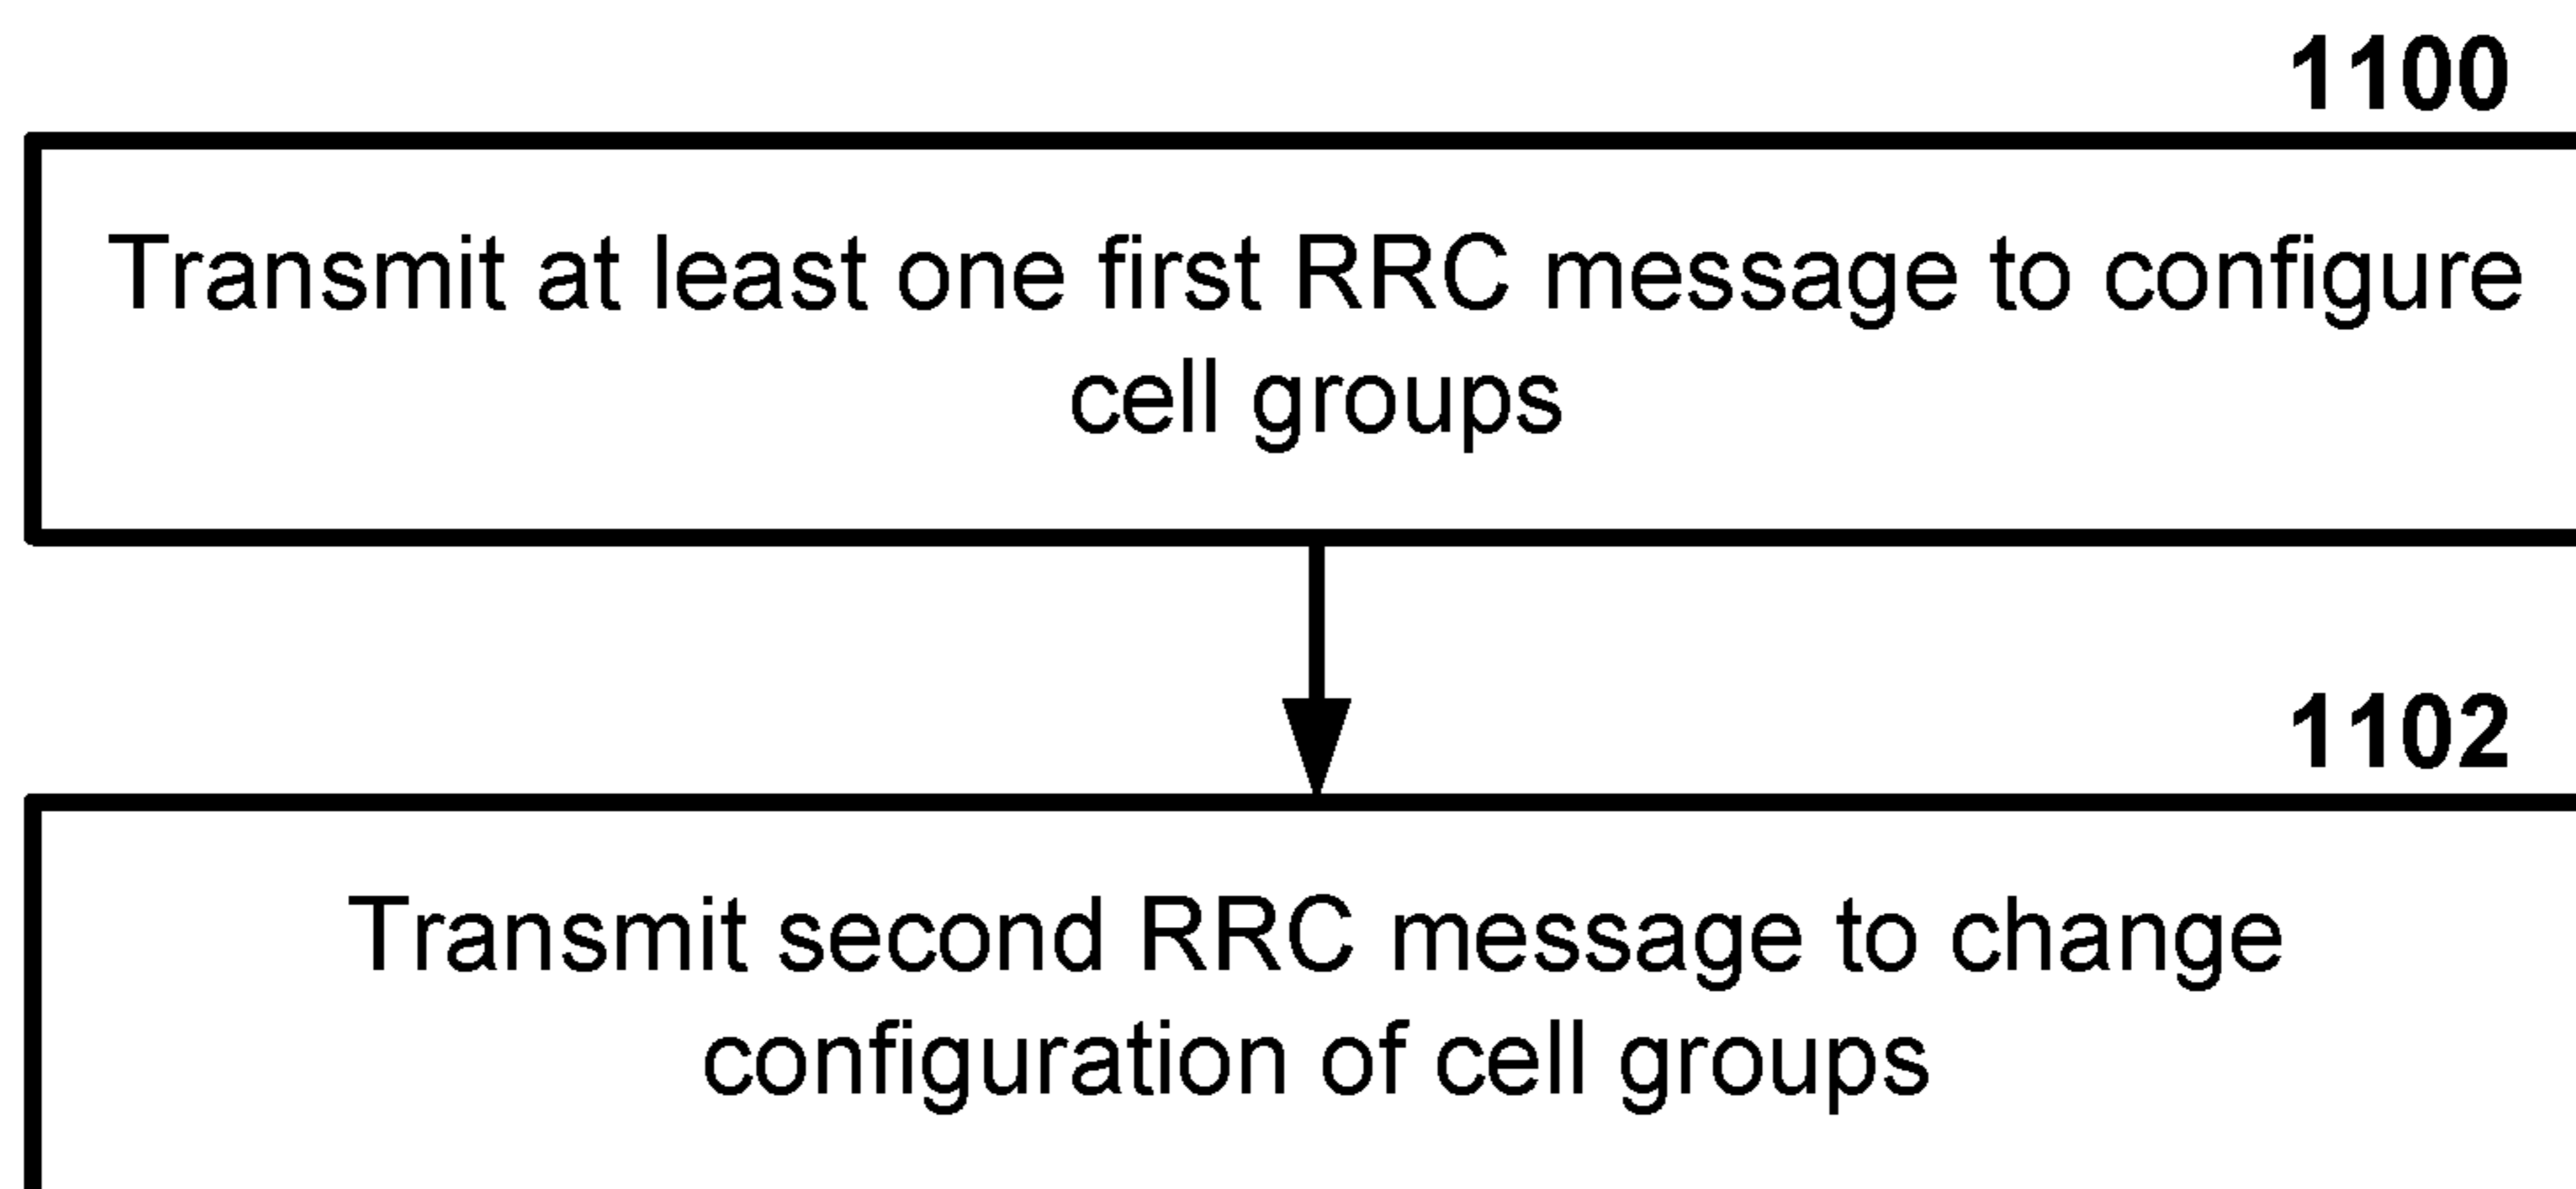 1100
Transmit at least one first RRC message to configure
cell groups
1102
Transmit second RRC message to change
configuration of cell groups